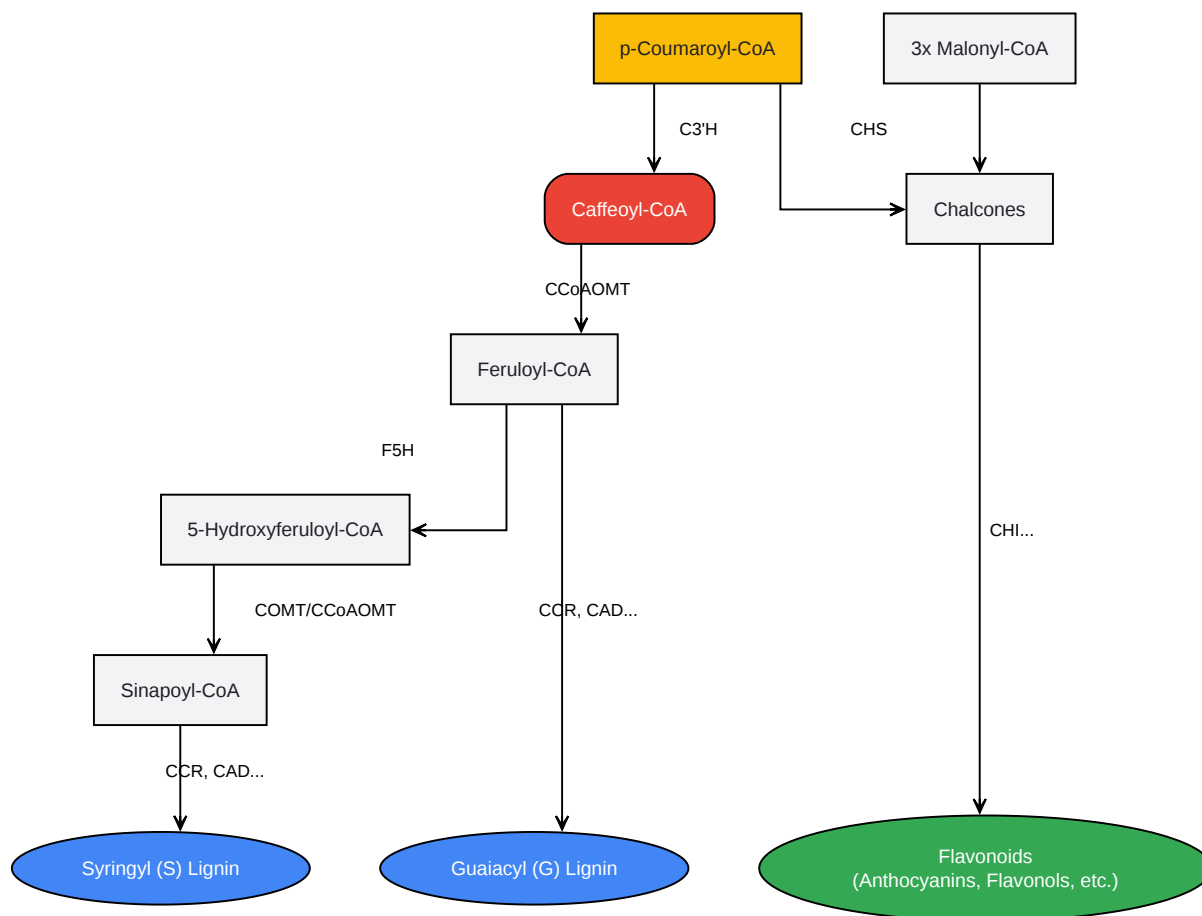 p-Coumaroyl-CoA
3x Malonyl-CoA
C3'H
CHS
Caffeoyl-CoA
Chalcones
CCoAOMT
Feruloyl-CoA
F5H
5-Hydroxyferuloyl-CoA
CHI...
COMT/CCoAOMT
CCR, CAD...
Sinapoyl-CoA
CCR, CAD...
Syringyl (S) Lignin
Guaiacyl (G) Lignin
Flavonoids
(Anthocyanins, Flavonols, etc.)